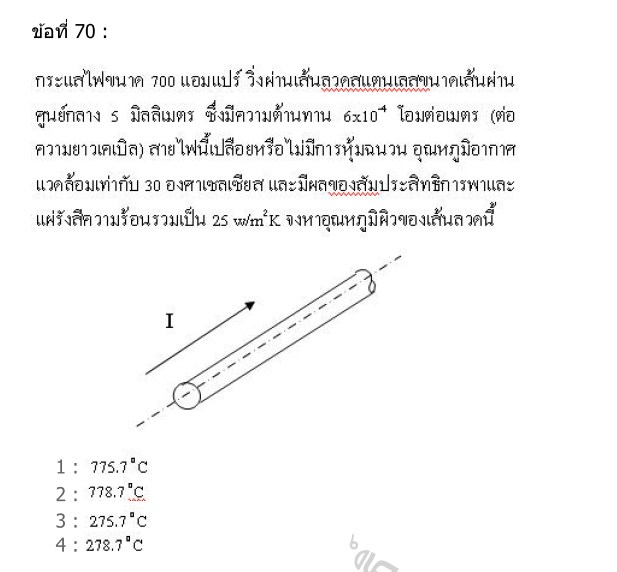 ข้อที่ 70 :
กระแสไฟขนาด 700 แอมแปร์ วิ่งผ่านเส้นลวดสแตนเลสขนาดเส้นผ่าน
ศูนย์กลาง 5 มิลลิเมตร ซึ่งมีความต้านทาน 6x10⁻⁴ โอมต่อเมตร (ต่อ
ความยาวเคเบิล) สายไฟนี้เปลือยหรือไม่มีการหุ้มฉนวน อุณหภูมิอากาศ
แวดล้อมเท่ากับ 30 องศาเซลเซียส และมีผลของสัมประสิทธิการพาและ
แผ่รังสีความร้อนรวมเป็น 25 w/m²K จงหาอุณหภูมิผิวของเส้นลวดนี้
I
1 : 775.7°C
2 : 778.7°C
3 : 275.7°C
4 : 278.7°C